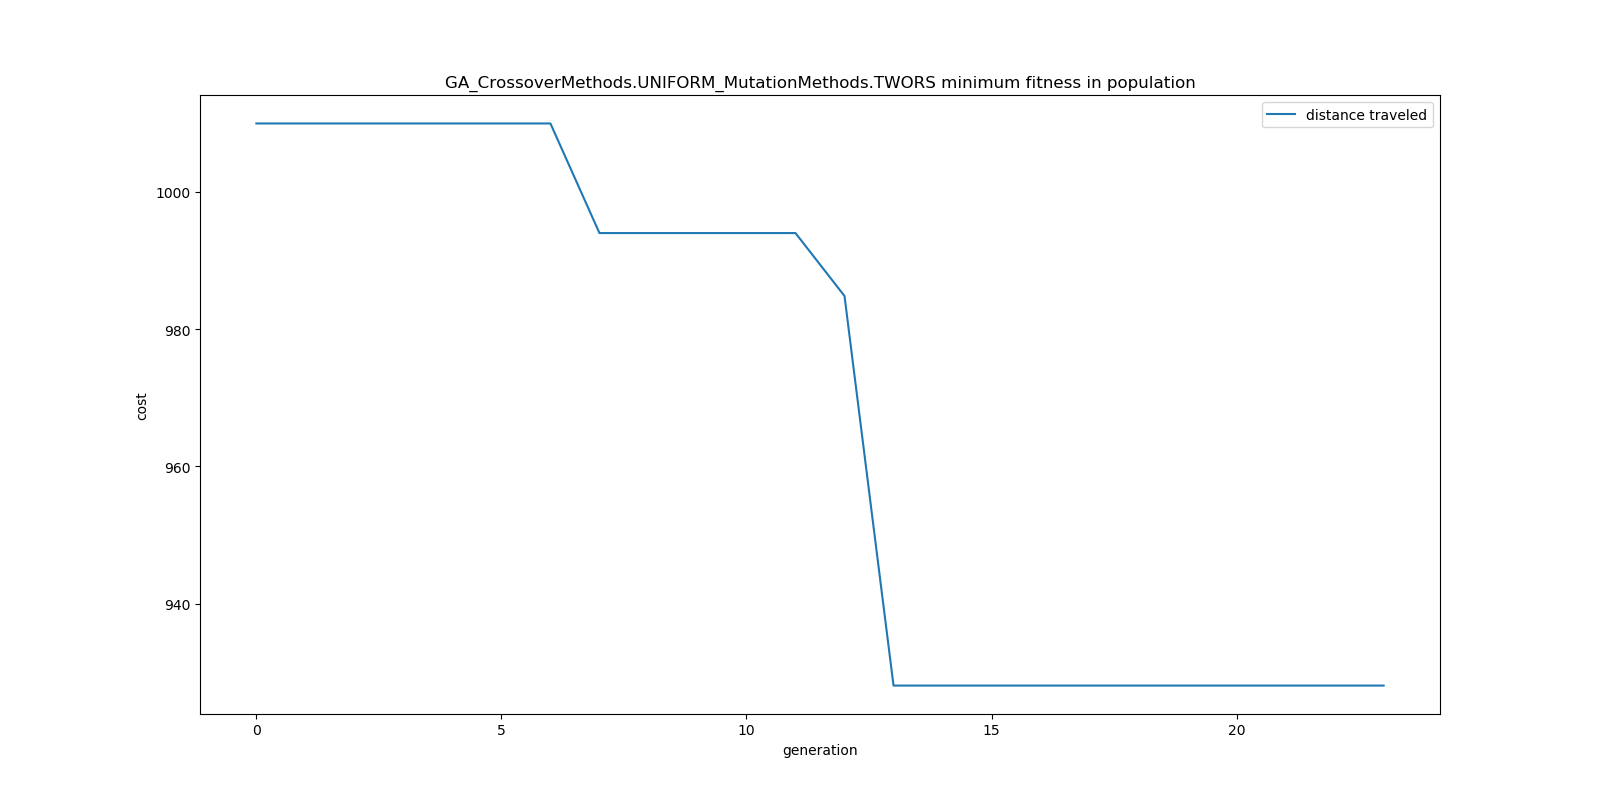 GA_CrossoverMethods.UNIFORM_MutationMethods.TWORS minimum fitness in population
distance traveled
1000
980
960
940
cost
0 5 10 15 20
generation